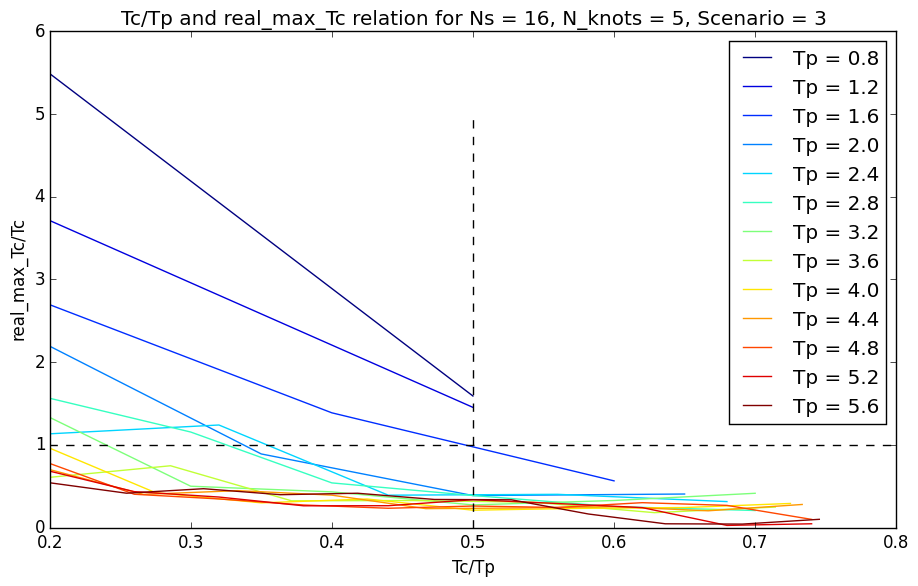 Tc/Tp and real_max_Tc relation for Ns = 16, N_knots = 5, Scenario = 3
6
5
4
3
2
1
0
real_max_Tc/Tc
Tp = 0.8
Tp = 1.2
Tp = 1.6
Tp = 2.0
Tp = 2.4
Tp = 2.8
Tp = 3.2
Tp = 3.6
Tp = 4.0
Tp = 4.4
Tp = 4.8
Tp = 5.2
Tp = 5.6
0.2 0.3 0.4 0.5 0.6 0.7 0.8
Tc/Tp